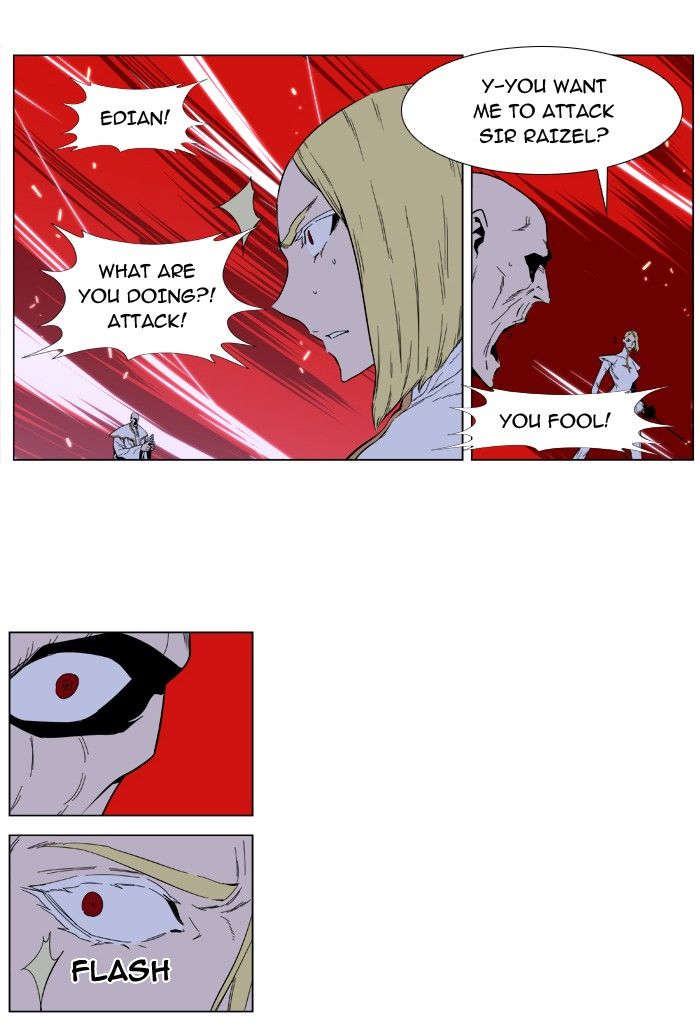 EDIAN!
WHAT ARE
YOU DOING?!
ATTACK!
Y-YOU WANT
ME TO ATTACK
SIR RAIZEL?
YOU FOOL!
FLASH